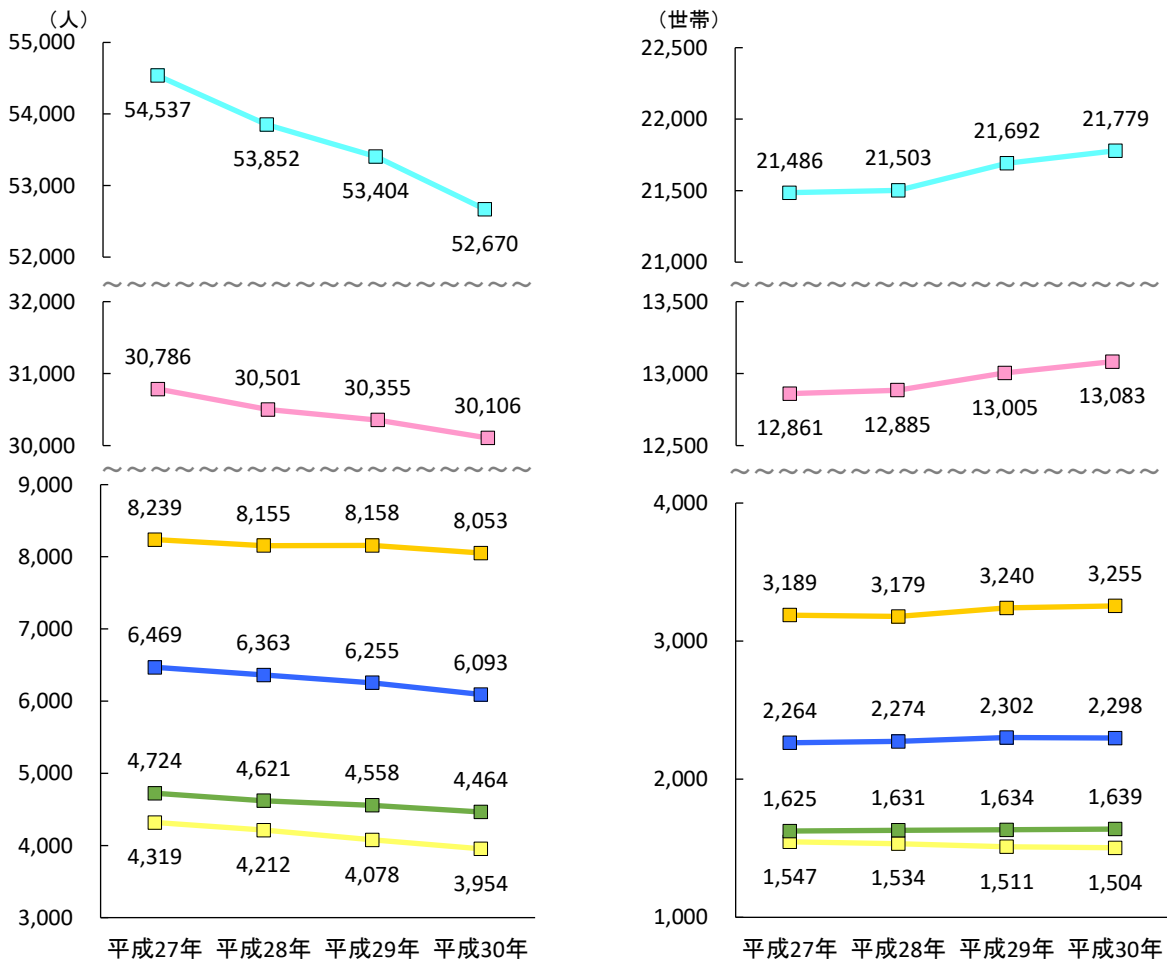 （人）
55,000
54,000
53,000
52,000
54,537
53,852
53,404
52,670
32,000
31,000
30,000
30,786
30,501
30,355
30,106
9,000
8,000
7,000
6,000
5,000
4,000
3,000
8,239 8,155 8,158 8,053
6,469 6,363 6,255 6,093
4,724 4,621 4,558 4,464
4,319 4,212 4,078 3,954
平成27年 平成28年 平成29年 平成30年
（世帯）
22,500
22,000
21,500
21,000
21,486 21,503 21,692 21,779
13,500
13,000
12,500
12,861 12,885 13,005 13,083
4,000
3,000
2,000
1,000
3,189 3,179 3,240 3,255
2,264 2,274 2,302 2,298
1,625 1,631 1,634 1,639
1,547 1,534 1,511 1,504
平成27年 平成28年 平成29年 平成30年